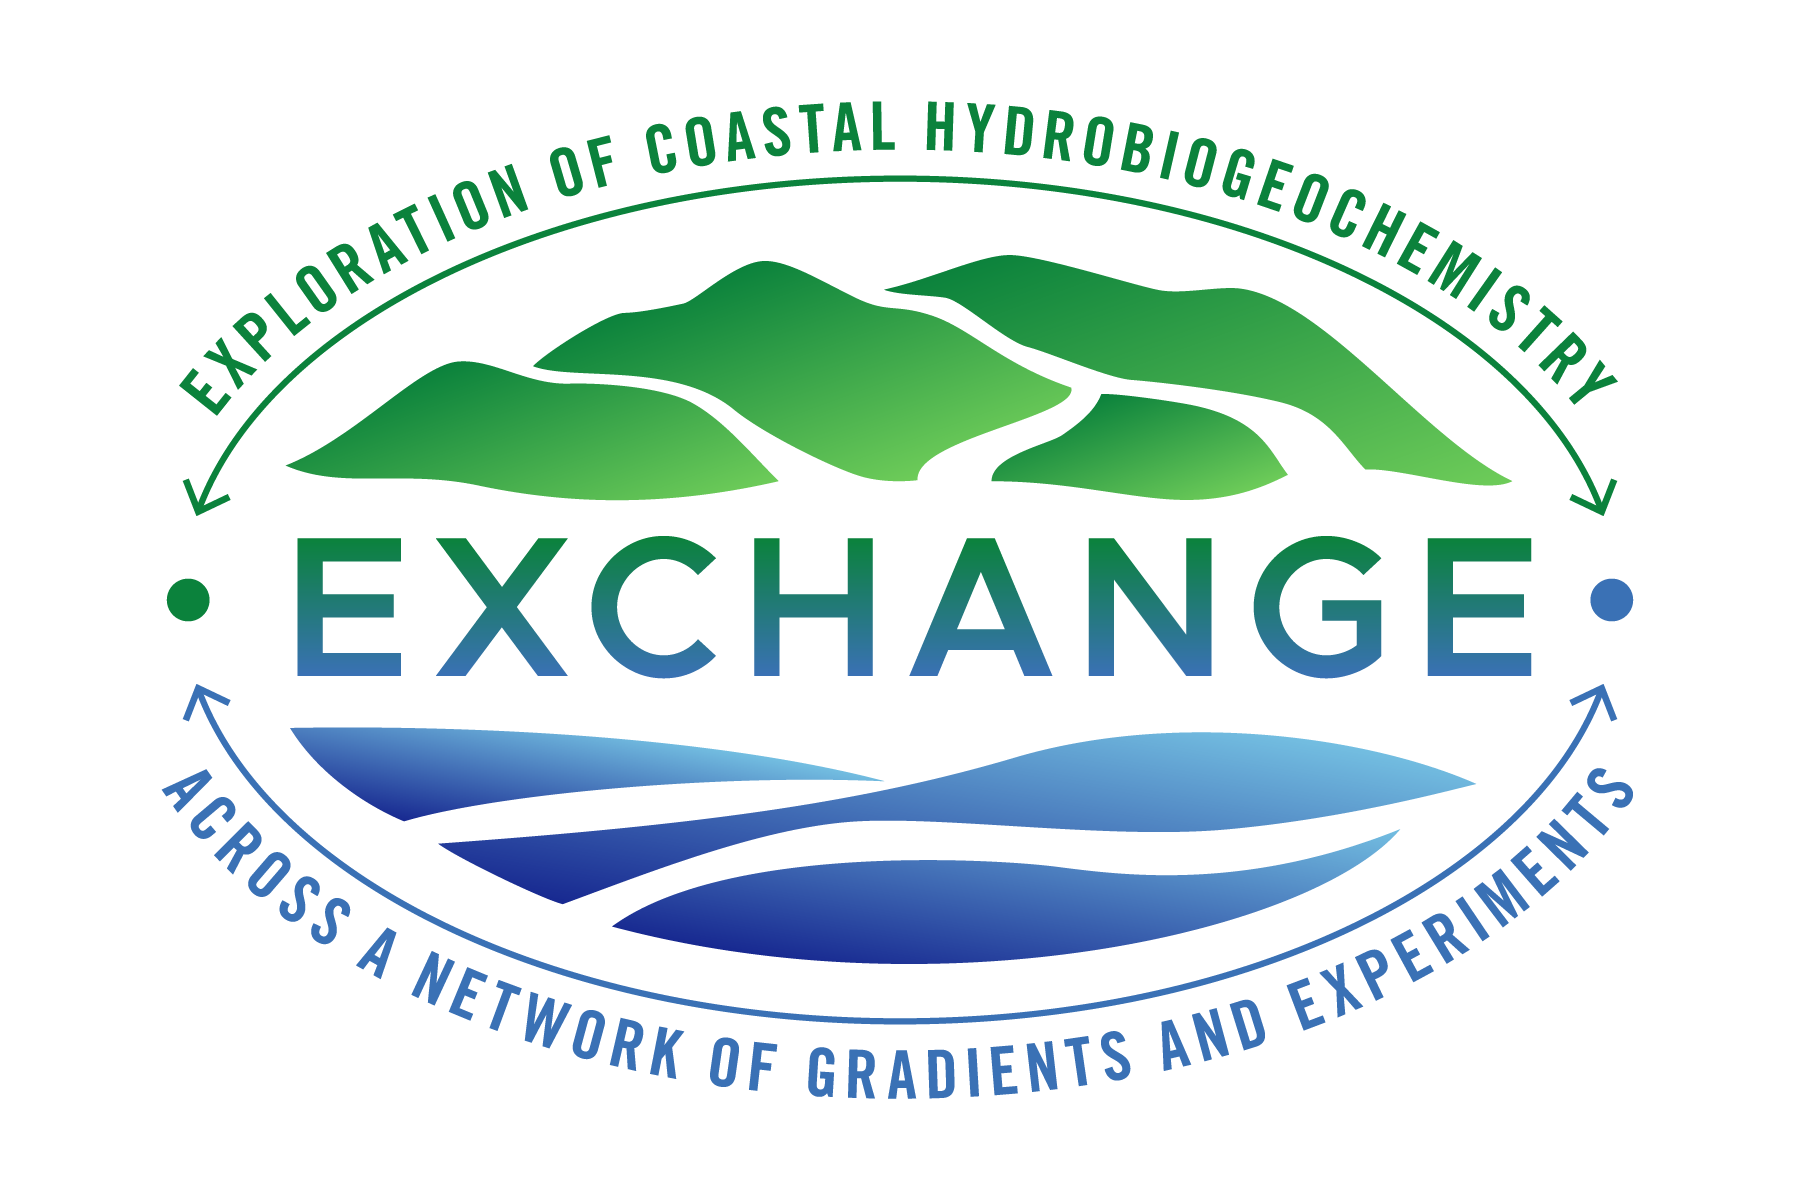 EXPLORATION OF COASTAL HYDROBIOGEOCHEMISTRY
EXCHANGE
ACROSS A NETWORK OF GRADIENTS AND EXPERIMENTS